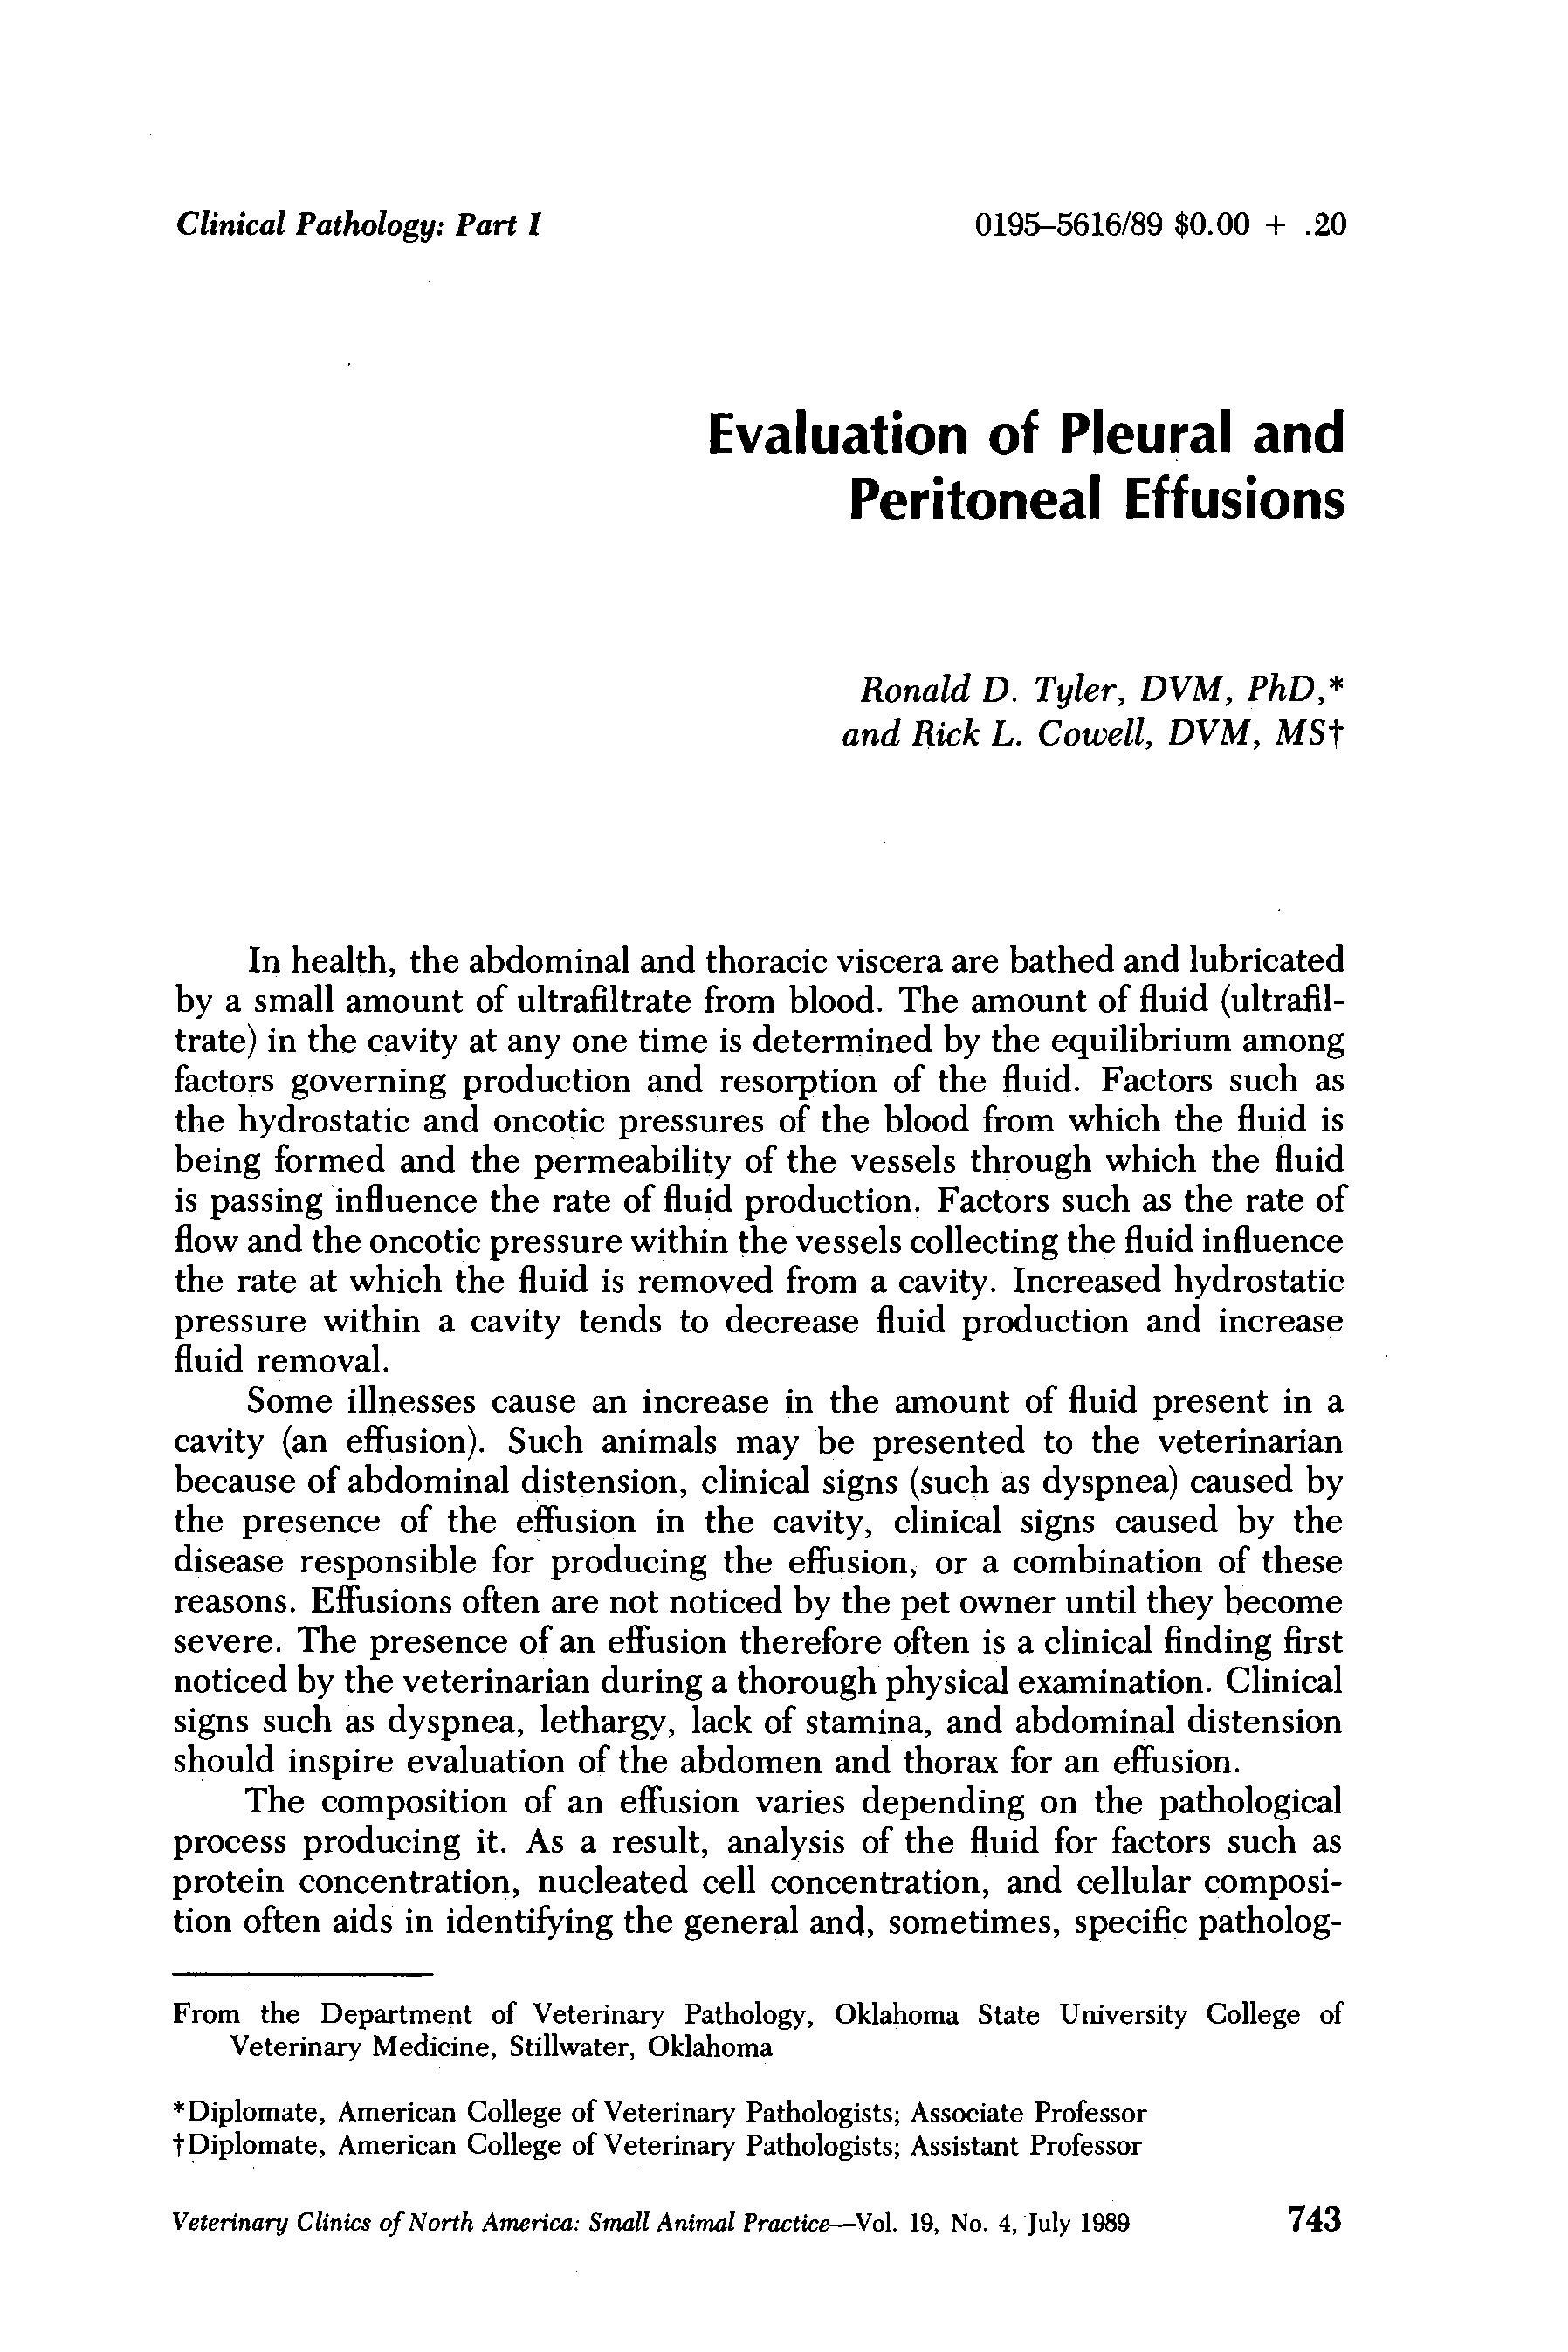 Clinical Pathology: Part I
0195–5616/89 $0.00 + .20
Evaluation of Pleural and
Peritoneal Effusions
Ronald D. Tyler, DVM, PhD,*
and Rick L. Cowell, DVM, MS†
In health, the abdominal and thoracic viscera are bathed and lubricated
by a small amount of ultrafiltrate from blood. The amount of fluid (ultrafil-
trate) in the cavity at any one time is determined by the equilibrium among
factors governing production and resorption of the fluid. Factors such as
the hydrostatic and oncotic pressures of the blood from which the fluid is
being formed and the permeability of the vessels through which the fluid
is passing influence the rate of fluid production. Factors such as the rate of
flow and the oncotic pressure within the vessels collecting the fluid influence
the rate at which the fluid is removed from a cavity. Increased hydrostatic
pressure within a cavity tends to decrease fluid production and increase
fluid removal.
Some illnesses cause an increase in the amount of fluid present in a
cavity (an effusion). Such animals may be presented to the veterinarian
because of abdominal distension, clinical signs (such as dyspnea) caused by
the presence of the effusion in the cavity, clinical signs caused by the
disease responsible for producing the effusion, or a combination of these
reasons. Effusions often are not noticed by the pet owner until they become
severe. The presence of an effusion therefore often is a clinical finding first
noticed by the veterinarian during a thorough physical examination. Clinical
signs such as dyspnea, lethargy, lack of stamina, and abdominal distension
should inspire evaluation of the abdomen and thorax for an effusion.
The composition of an effusion varies depending on the pathological
process producing it. As a result, analysis of the fluid for factors such as
protein concentration, nucleated cell concentration, and cellular composi-
tion often aids in identifying the general and, sometimes, specific patholog-
From the Department of Veterinary Pathology, Oklahoma State University College of
Veterinary Medicine, Stillwater, Oklahoma
*Diplomate, American College of Veterinary Pathologists; Associate Professor
†Diplomate, American College of Veterinary Pathologists; Assistant Professor
Veterinary Clinics of North America: Small Animal Practice—Vol. 19, No. 4, July 1989
743